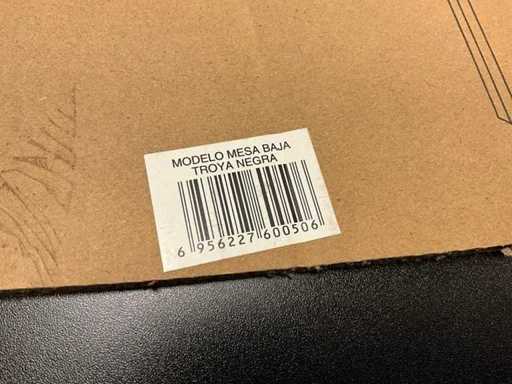 MODELO MESA BAJA
TROYA NEGRA
6 956227 600506